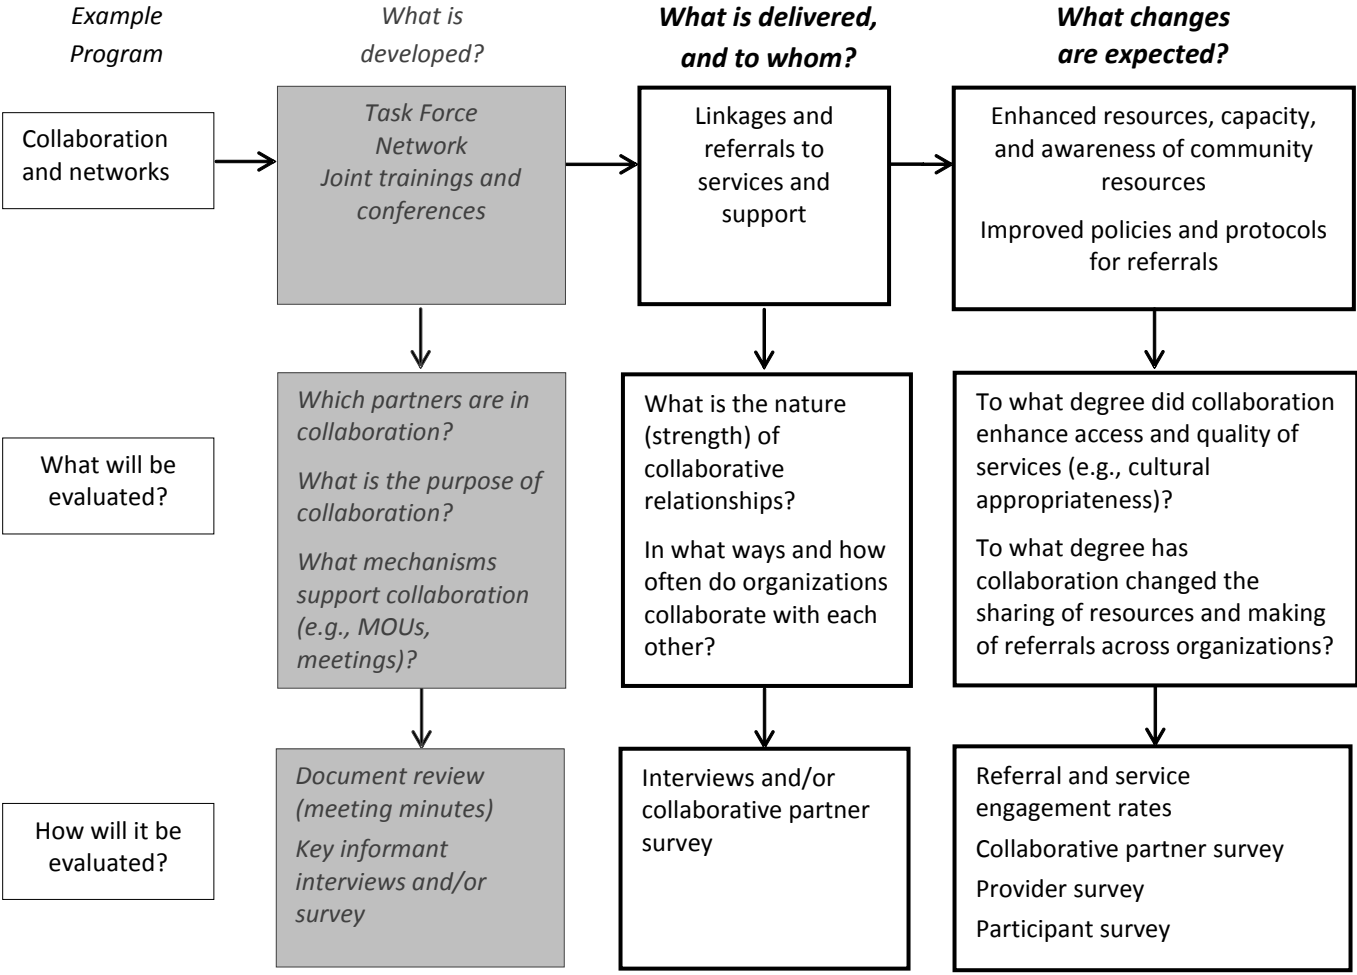 Example
Program
What is
developed?
What is delivered,
and to whom?
What changes
are expected?
Collaboration
and networks
Task Force
Network
Joint trainings and
conferences
Linkages and
referrals to
services and
support
Enhanced resources, capacity,
and awareness of community
resources
Improved policies and protocols
for referrals
What will be
evaluated?
Which partners are in
collaboration?
What is the purpose of
collaboration?
What mechanisms
support collaboration
(e.g., MOUs,
meetings)?
What is the nature
(strength) of
collaborative
relationships?
In what ways and how
often do organizations
collaborate with each
other?
To what degree did collaboration
enhance access and quality of
services (e.g., cultural
appropriateness)?
To what degree has
collaboration changed the
sharing of resources and making
of referrals across organizations?
How will it be
evaluated?
Document review
(meeting minutes)
Key informant
interviews and/or
survey
Interviews and/or
collaborative partner
survey
Referral and service
engagement rates
Collaborative partner survey
Provider survey
Participant survey